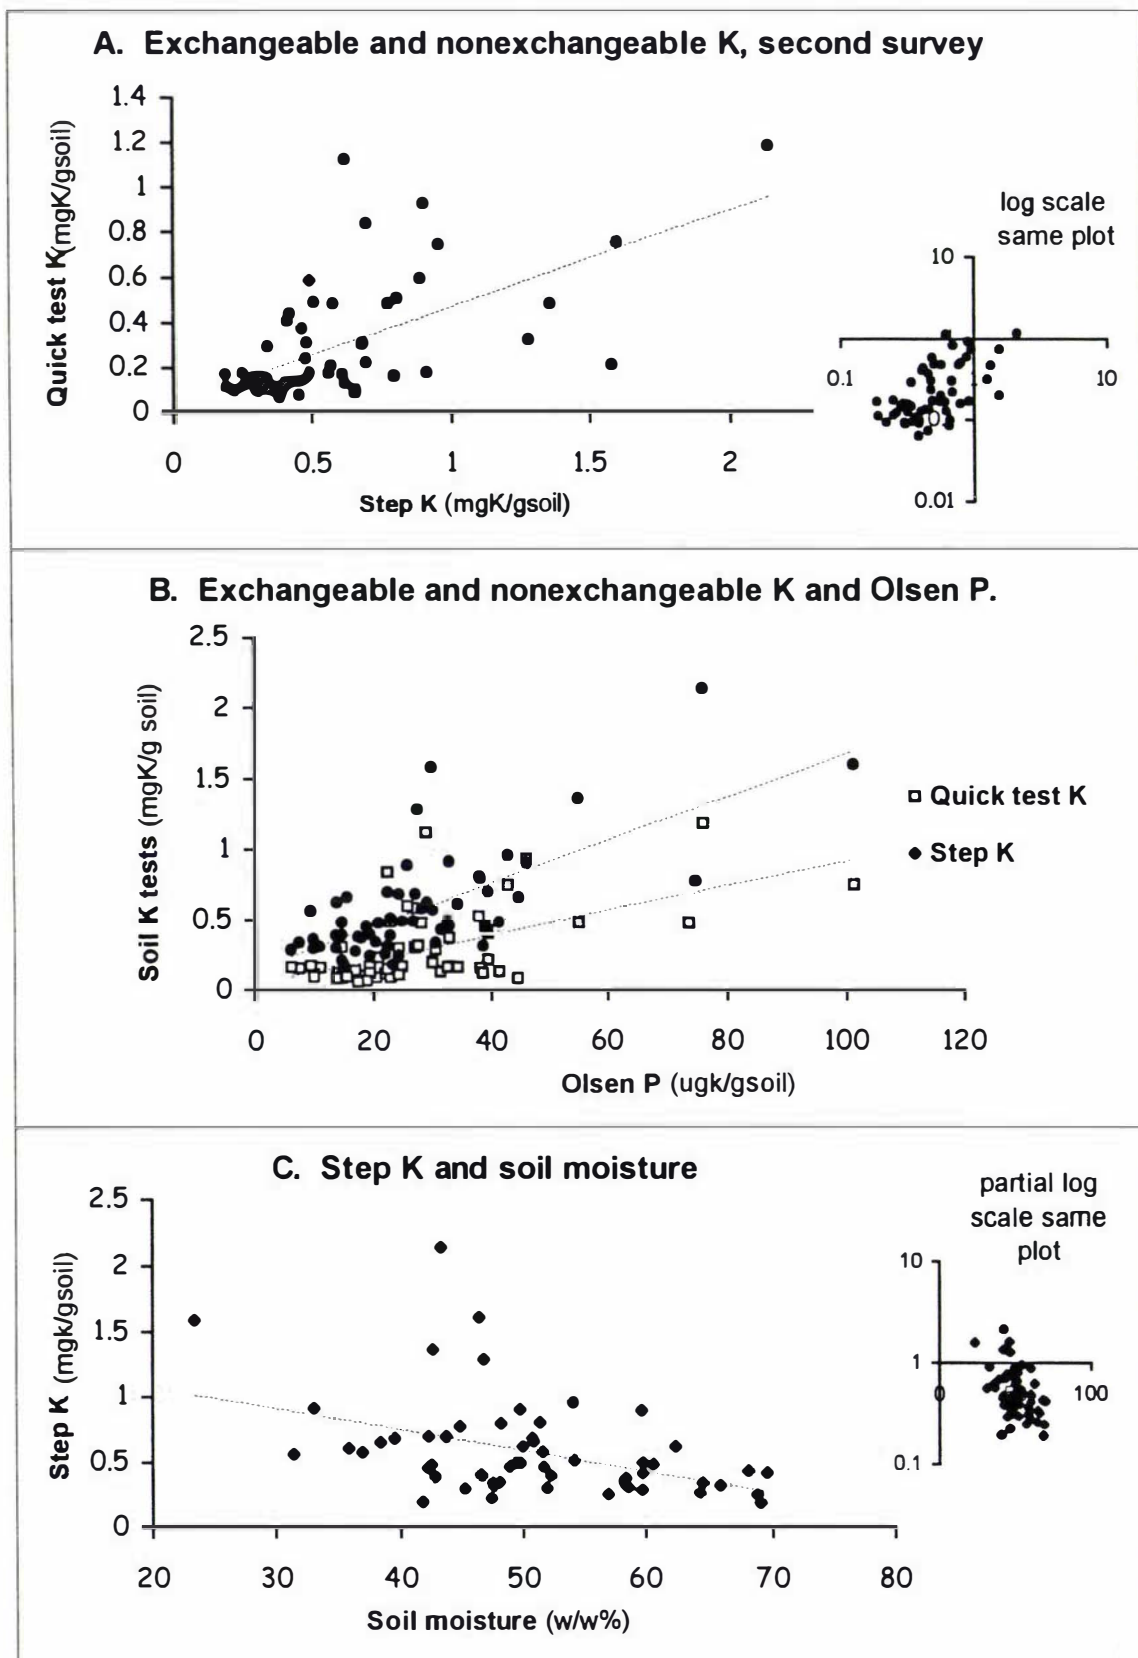 A. Exchangeable and nonexchangeable K, second survey
1.4
1.2
1
0.8
0.6
0.4
0.2
0
Quick test K(mgK/gsoil)
0 0.5 1 1.5 2
Step K (mgK/gsoil)
log scale
same plot
10
0.1 1 10
0
0.01
B. Exchangeable and nonexchangeable K and Olsen P.
2.5
2
1.5
1
0.5
0
Soil K tests (mgK/g soil)
Quick test K
Step K
0 20 40 60 80 100 120
Olsen P (ugk/gsoil)
C. Step K and soil moisture
2.5
2
1.5
1
0.5
0
Step K (mgk/gsoil)
20 30 40 50 60 70 80
Soil moisture (w/w%)
partial log
scale same
plot
10
1
0 100
0.1